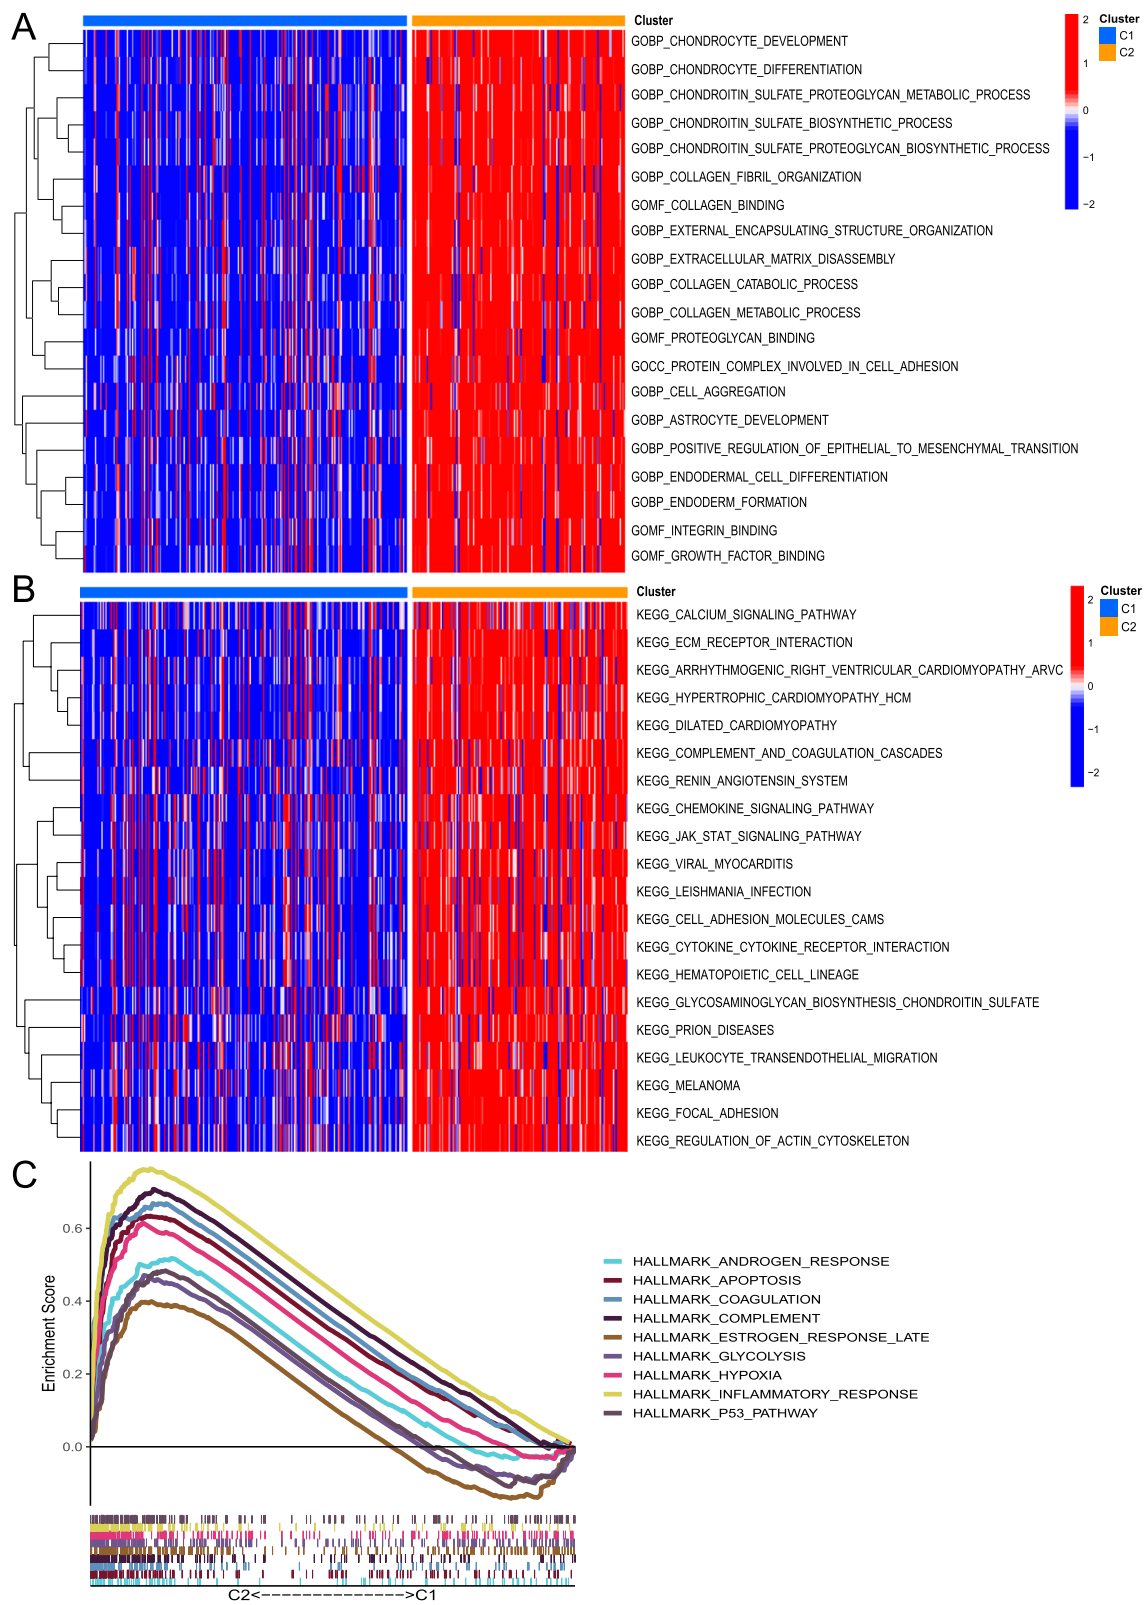 A
Cluster
GOBP_CHONDROCYTE_DEVELOPMENT
GOBP_CHONDROCYTE_DIFFERENTIATION
GOBP_CHONDROITIN_SULFATE_PROTEOGLYCAN_METABOLIC_PROCESS
GOBP_CHONDROITIN_SULFATE_BIOSYNTHETIC_PROCESS
GOBP_CHONDROITIN_SULFATE_PROTEOGLYCAN_BIOSYNTHETIC_PROCESS
GOBP_COLLAGEN_FIBRIL_ORGANIZATION
GOMF_COLLAGEN_BINDING
GOBP_EXTERNAL_ENCAPSULATING_STRUCTURE_ORGANIZATION
GOBP_EXTRACELLULAR_MATRIX_DISASSEMBLY
GOBP_COLLAGEN_CATABOLIC_PROCESS
GOBP_COLLAGEN_METABOLIC_PROCESS
GOMF_PROTEOGLYCAN_BINDING
GOCC_PROTEIN_COMPLEX_INVOLVED_IN_CELL_ADHESION
GOBP_CELL_AGGREGATION
GOBP_ASTROCYTE_DEVELOPMENT
GOBP_POSITIVE_REGULATION_OF_EPITHELIAL_TO_MESENCHYMAL_TRANSITION
GOBP_ENDODERMAL_CELL_DIFFERENTIATION
GOBP_ENDODERM_FORMATION
GOMF_INTEGRIN_BINDING
GOMF_GROWTH_FACTOR_BINDING
2
1
0
−1
−2
Cluster
C1
C2
B
Cluster
KEGG_CALCIUM_SIGNALING_PATHWAY
KEGG_ECM_RECEPTOR_INTERACTION
KEGG_ARRHYTHMOGENIC_RIGHT_VENTRICULAR_CARDIOMYOPATHY_ARVC
KEGG_HYPERTROPHIC_CARDIOMYOPATHY_HCM
KEGG_DILATED_CARDIOMYOPATHY
KEGG_COMPLEMENT_AND_COAGULATION_CASCADES
KEGG_RENIN_ANGIOTENSIN_SYSTEM
KEGG_CHEMOKINE_SIGNALING_PATHWAY
KEGG_JAK_STAT_SIGNALING_PATHWAY
KEGG_VIRAL_MYOCARDITIS
KEGG_LEISHMANIA_INFECTION
KEGG_CELL_ADHESION_MOLECULES_CAMS
KEGG_CYTOKINE_CYTOKINE_RECEPTOR_INTERACTION
KEGG_HEMATOPOIETIC_CELL_LINEAGE
KEGG_GLYCOSAMINOGLYCAN_BIOSYNTHESIS_CHONDROITIN_SULFATE
KEGG_PRION_DISEASES
KEGG_LEUKOCYTE_TRANSENDOTHELIAL_MIGRATION
KEGG_MELANOMA
KEGG_FOCAL_ADHESION
KEGG_REGULATION_OF_ACTIN_CYTOSKELETON
2
1
0
−1
−2
Cluster
C1
C2
C
Enrichment Score
0.6
0.4
0.2
0.0
HALLMARK_ANDROGEN_RESPONSE
HALLMARK_APOPTOSIS
HALLMARK_COAGULATION
HALLMARK_COMPLEMENT
HALLMARK_ESTROGEN_RESPONSE_LATE
HALLMARK_GLYCOLYSIS
HALLMARK_HYPOXIA
HALLMARK_INFLAMMATORY_RESPONSE
HALLMARK_P53_PATHWAY
C2<---------------->C1